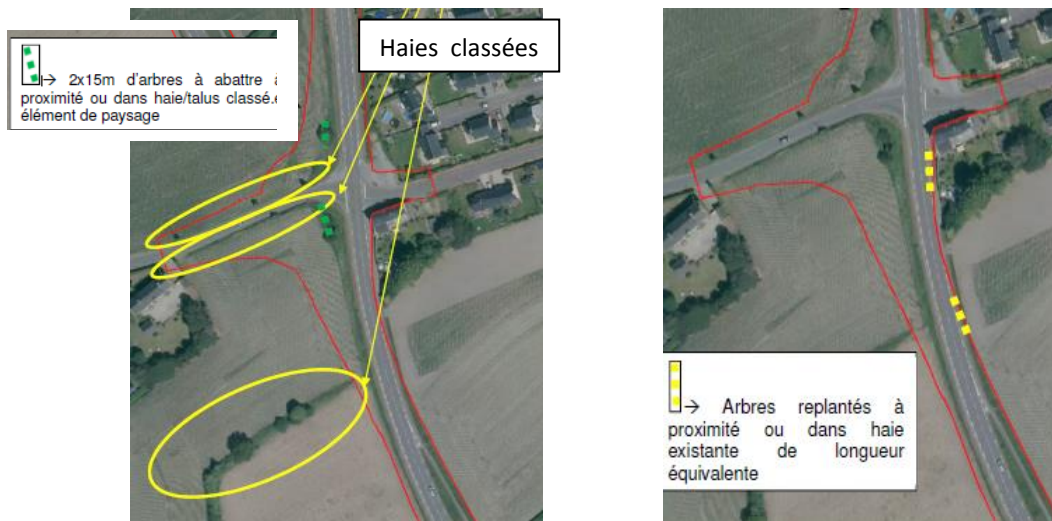 Haies classées
→ 2x15m d'arbres à abattre à
proximité ou dans haie/talus classé.e
élément de paysage
→ Arbres replantés à
proximité ou dans haie
existante de longueur
équivalente